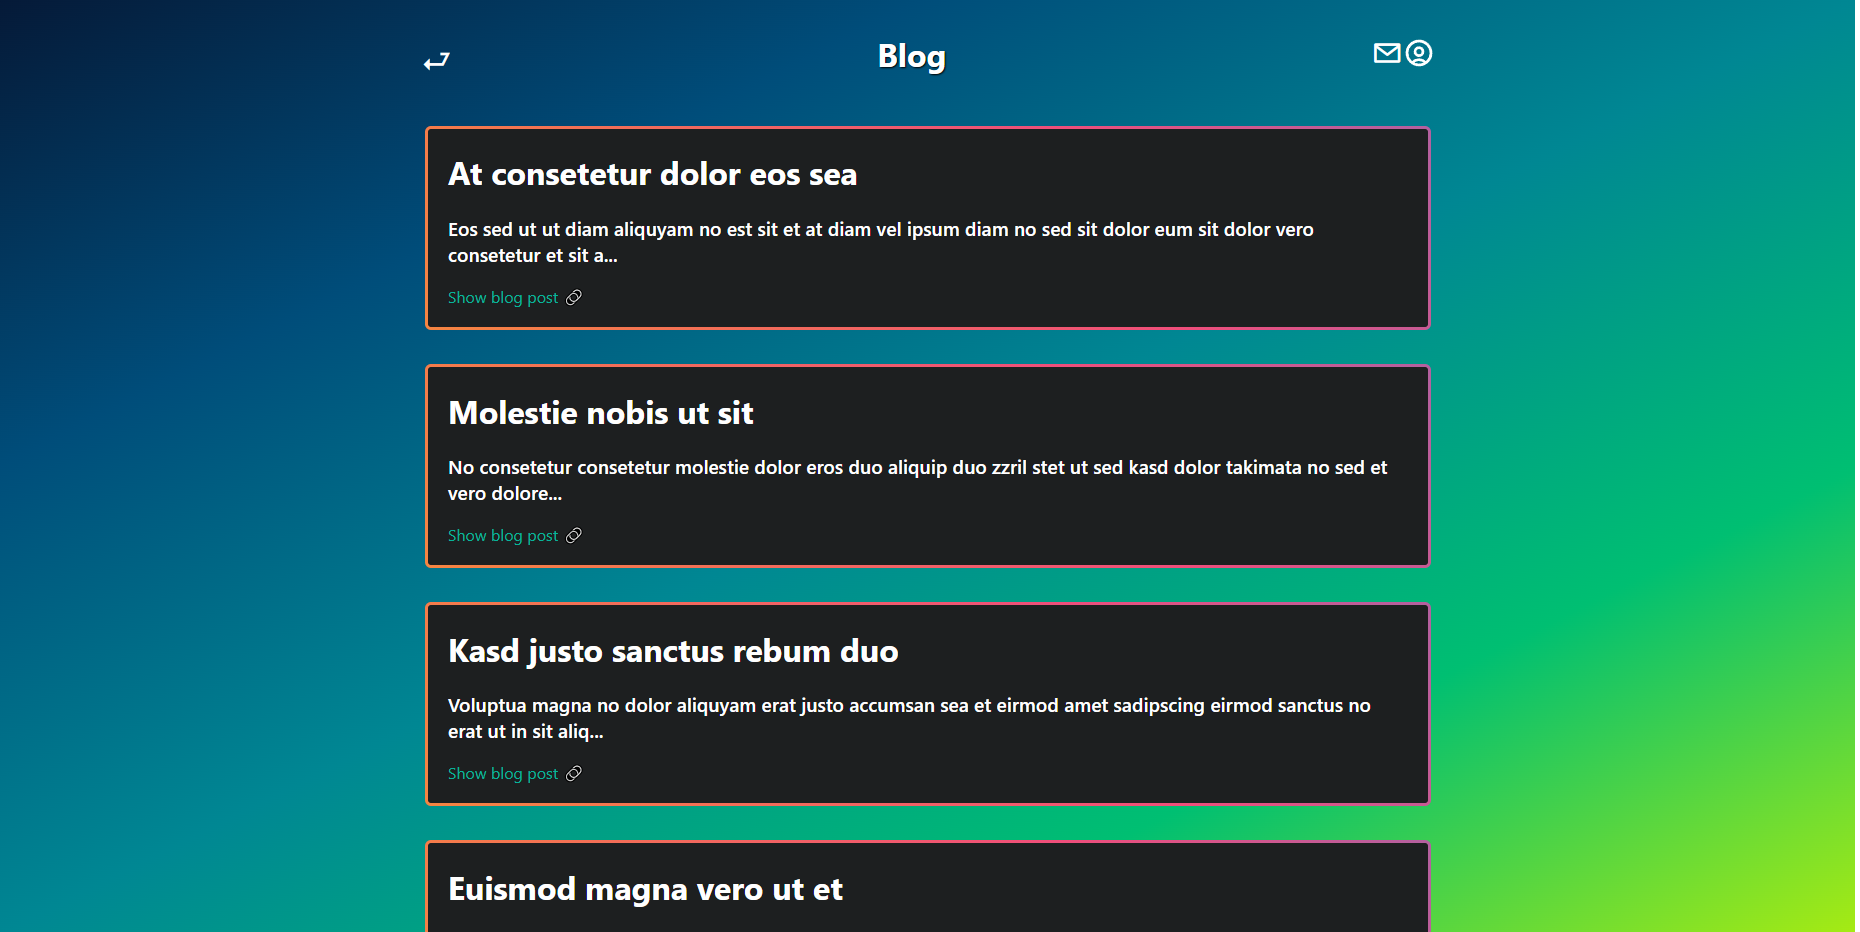 Blog
At consetetur dolor eos sea
Eos sed ut ut diam aliquyam no est sit et at diam vel ipsum diam no sed sit dolor eum sit dolor vero
consetetur et sit a...
Show blog post
Molestie nobis ut sit
No consetetur consetetur molestie dolor eros duo aliquip duo zzril stet ut sed kasd dolor takimata no sed et
vero dolore...
Show blog post
Kasd justo sanctus rebum duo
Voluptua magna no dolor aliquyam erat justo accumsan sea et eirmod amet sadipscing eirmod sanctus no
erat ut in sit aliq...
Show blog post
Euismod magna vero ut et